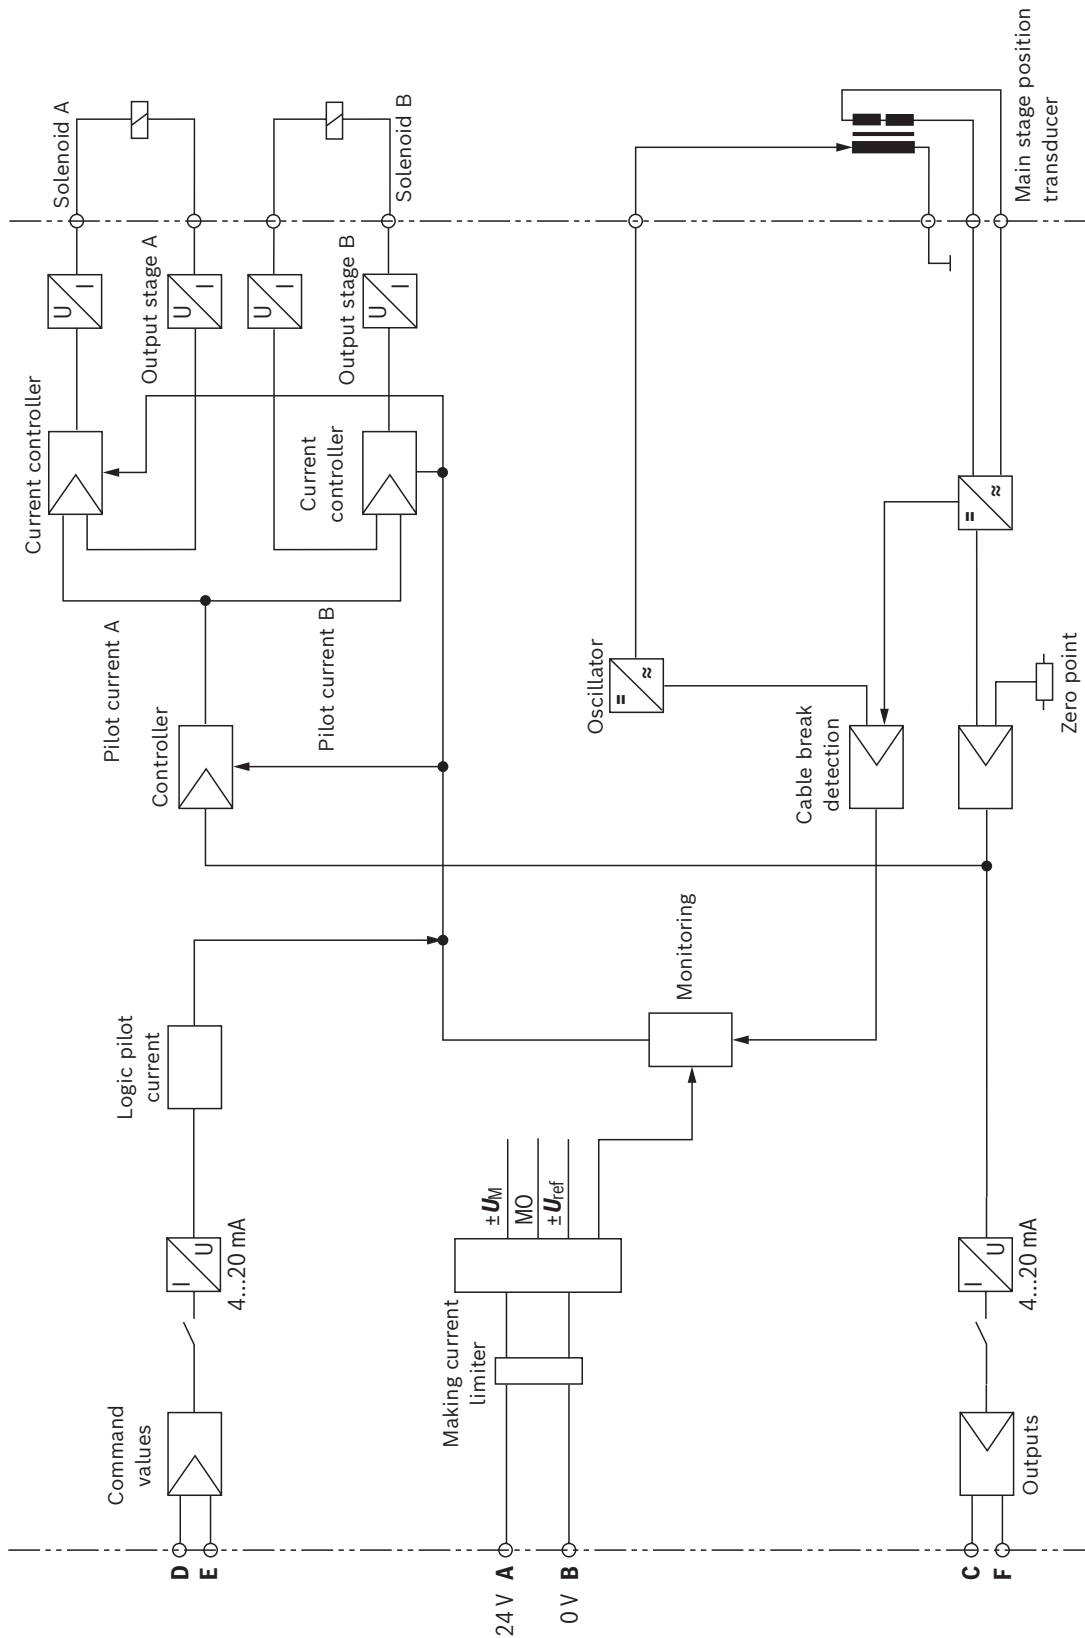 D
E
24 V A
0 V B
C
F
Command
values
I
U
4...20 mA
Logic pilot
current
Making current
limiter
±UM
MO
±Uref
Monitoring
Outputs
I
U
4...20 mA
Controller
Pilot current A
Pilot current B
Current controller
Current
controller
U
I
Output stage A
U
I
U
I
Output stage B
U
I
Solenoid A
Solenoid B
Oscillator
=
≈
Cable break
detection
Zero point
=
≈
Main stage position
transducer